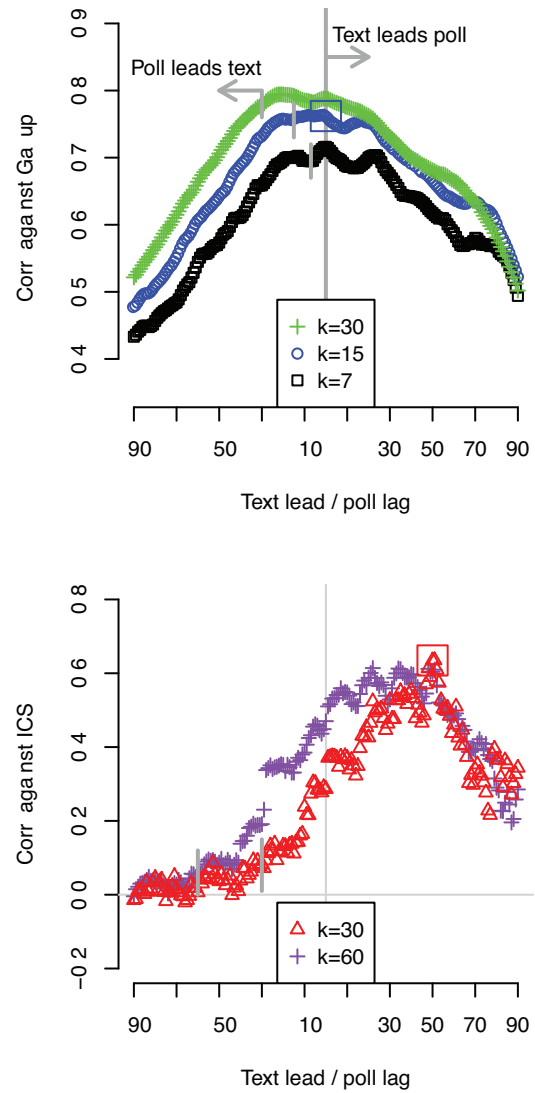 0 9
Text leads poll
Poll leads text
0 8
0 7
0 6
0 5
0 4
Corr aga nst Ga up
k=30
k=15
k=7
90 50 10 30 50 70 90
Text lead / poll lag
0 8
0 6
0 4
0 2
0 0
−0 2
Corr aga nst ICS
k=30
k=60
90 50 10 30 50 70 90
Text lead / poll lag